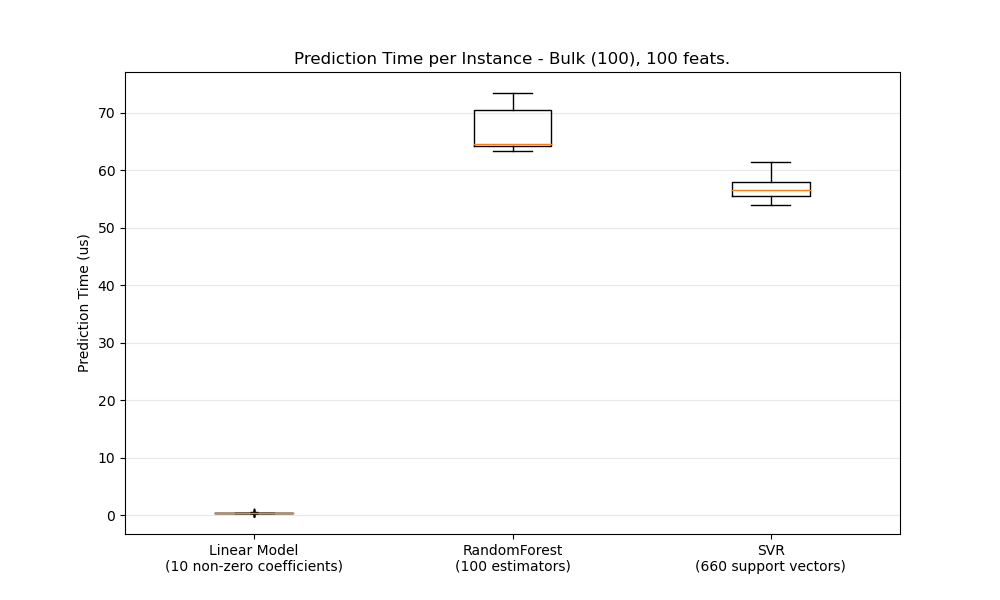 Prediction Time per Instance - Bulk (100), 100 feats.
Prediction Time (us)
70
60
50
40
30
20
10
0
Linear Model
(10 non-zero coefficients)
RandomForest
(100 estimators)
SVR
(660 support vectors)